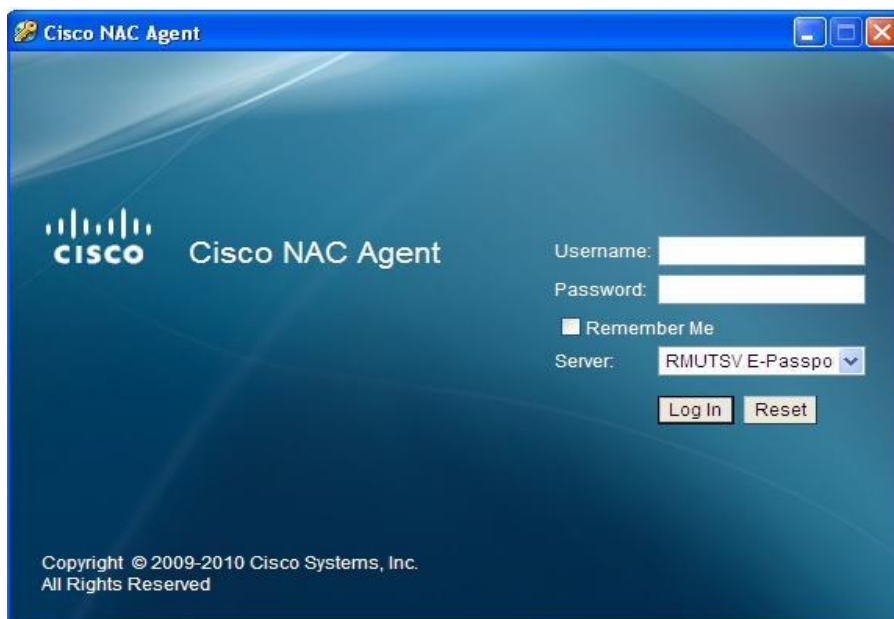 Cisco NAC Agent
CISCO
Cisco NAC Agent
Username:
Password:
Remember Me
Server: RMUTSV E-Passpo
Log In Reset
Copyright © 2009-2010 Cisco Systems, Inc.
All Rights Reserved